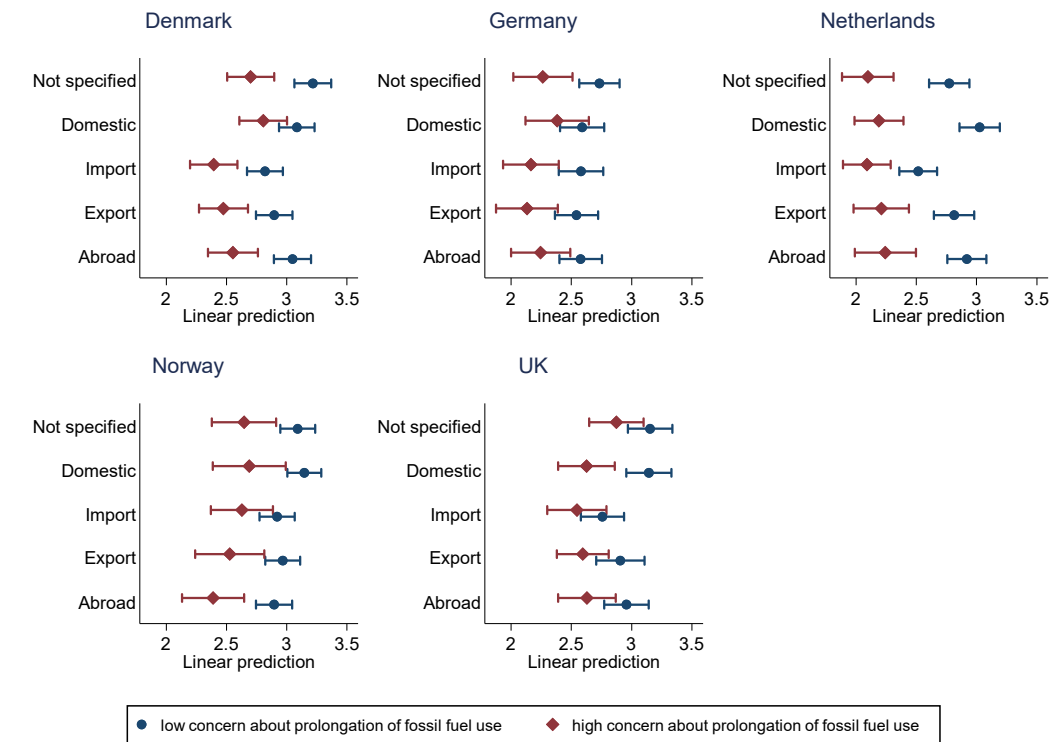 Denmark
Not specified
Domestic
Import
Export
Abroad
2 2.5 3 3.5
Linear prediction
Germany
Not specified
Domestic
Import
Export
Abroad
2 2.5 3 3.5
Linear prediction
Netherlands
Not specified
Domestic
Import
Export
Abroad
2 2.5 3 3.5
Linear prediction
Norway
Not specified
Domestic
Import
Export
Abroad
2 2.5 3 3.5
Linear prediction
UK
Not specified
Domestic
Import
Export
Abroad
2 2.5 3 3.5
Linear prediction
low concern about prolongation of fossil fuel use
high concern about prolongation of fossil fuel use